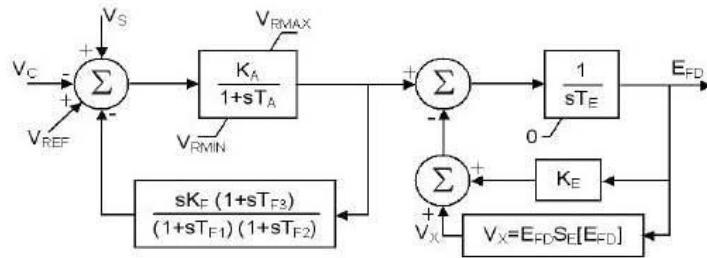 V_S
V_RMAX
V_C
+
-
+
-
Σ
V_REF
K_A
1+sT_A
V_RMIN
+
-
Σ
1
sT_E
0
E_FD
sK_F (1+sT_F3)
(1+sT_F1) (1+sT_F2)
Σ
+
+
K_E
V_X
V_X=E_FD S_E[E_FD]